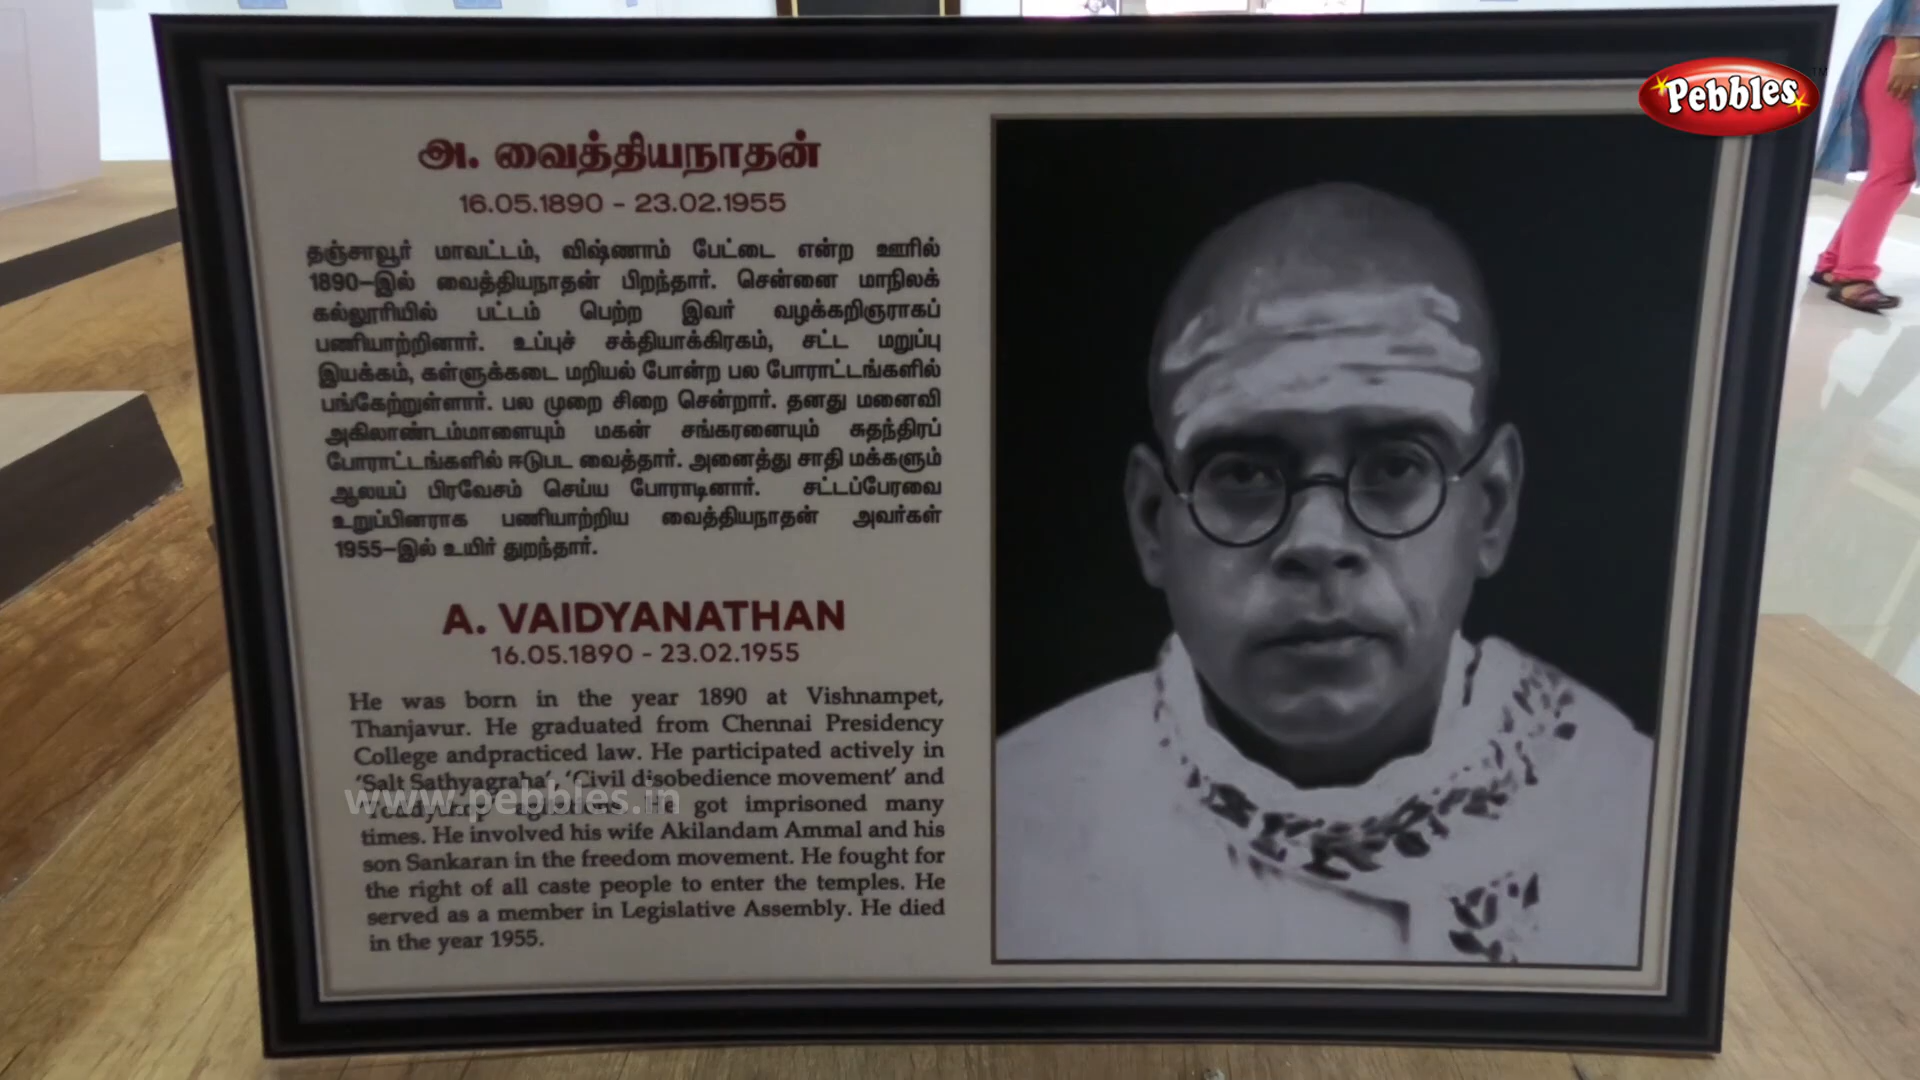 Pebbles
TM
அ. வைத்தியநாதன்
16.05.1890 - 23.02.1955
தஞ்சாவூர் மாவட்டம், விஷ்ணாம் பேட்டை என்ற ஊரில்
1890-இல் வைத்தியநாதன் பிறந்தார். சென்னை மாநிலக்
கல்லூரியில் பட்டம் பெற்ற இவர் வழக்கறிஞராகப்
பணியாற்றினார். உப்புச் சக்தியாக்கிரகம், சட்ட மறுப்பு
இயக்கம், கள்ளுக்கடை மறியல் போன்ற பல போராட்டங்களில்
பங்கேற்றுள்ளார். பல முறை சிறை சென்றார். தனது மனைவி
அகிலாண்டம்மாளையும் மகன் சங்கரனையும் சுதந்திரப்
போராட்டங்களில் ஈடுபட வைத்தார். அனைத்து சாதி மக்களும்
ஆலயப் பிரவேசம் செய்ய போராடினார். சட்டப்பேரவை
உறுப்பினராக பணியாற்றிய வைத்தியநாதன் அவர்கள்
1955-இல் உயிர் துறந்தார்.
A. VAIDYANATHAN
16.05.1890 - 23.02.1955
He was born in the year 1890 at Vishnampet,
Thanjavur. He graduated from Chennai Presidency
College andpracticed law. He participated actively in
'Salt Sathyagraha', 'Civil disobedience movement' and
He got imprisoned many
www.pebbles.in
times. He involved his wife Akilandam Ammal and his
son Sankaran in the freedom movement. He fought for
the right of all caste people to enter the temples. He
served as a member in Legislative Assembly. He died
in the year 1955.